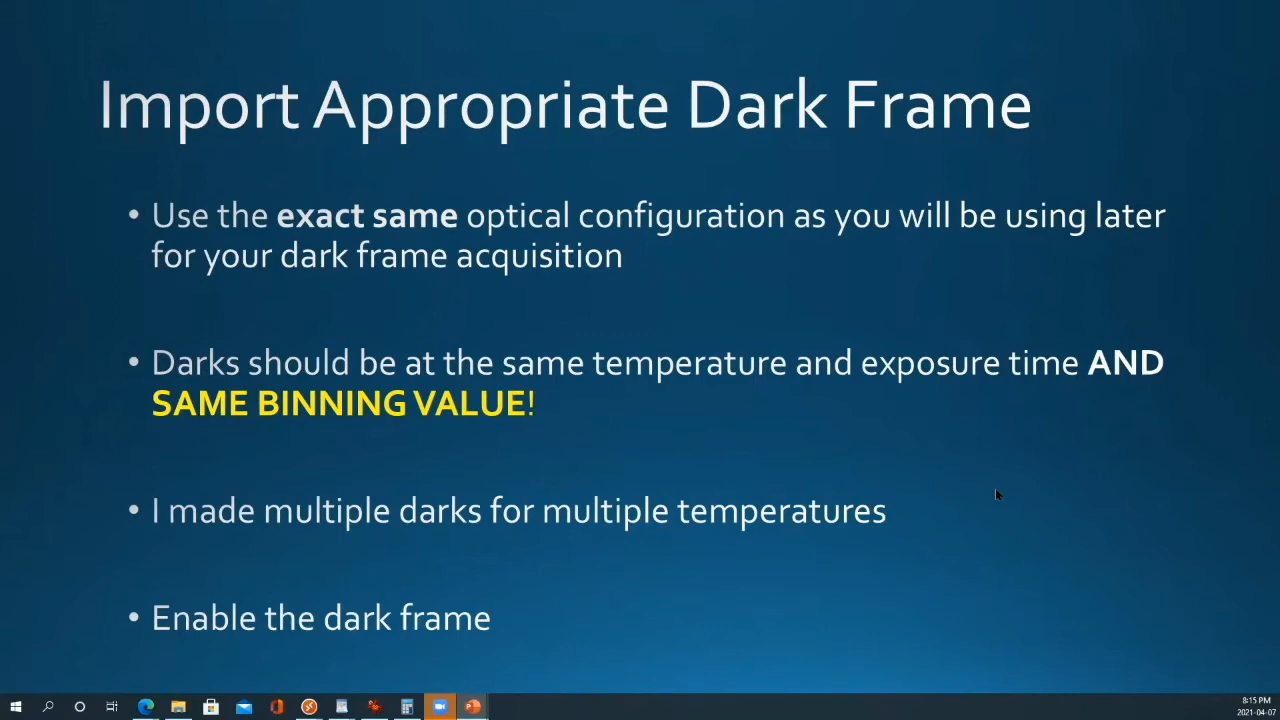 Import Appropriate Dark Frame
• Use the exact same optical configuration as you will be using later
for your dark frame acquisition
• Darks should be at the same temperature and exposure time AND
SAME BINNING VALUE!
• I made multiple darks for multiple temperatures
• Enable the dark frame
8:15 PM
2021-04-07